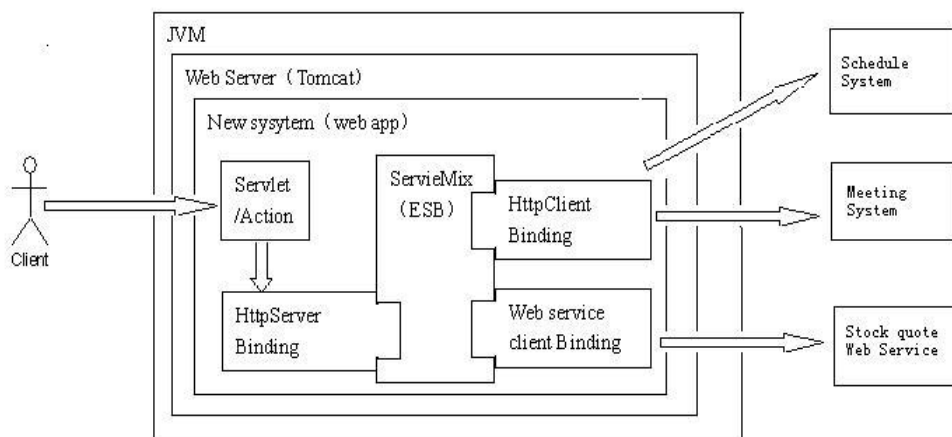 JVM
Web Server（Tomcat）
New sysytem（web app）
Servlet
/Action
ServieMix
（ESB）
HttpClient
Binding
HttpServer
Binding
Web service
client Binding
Client
Schedule
System
Meeting
System
Stock quote
Web Service